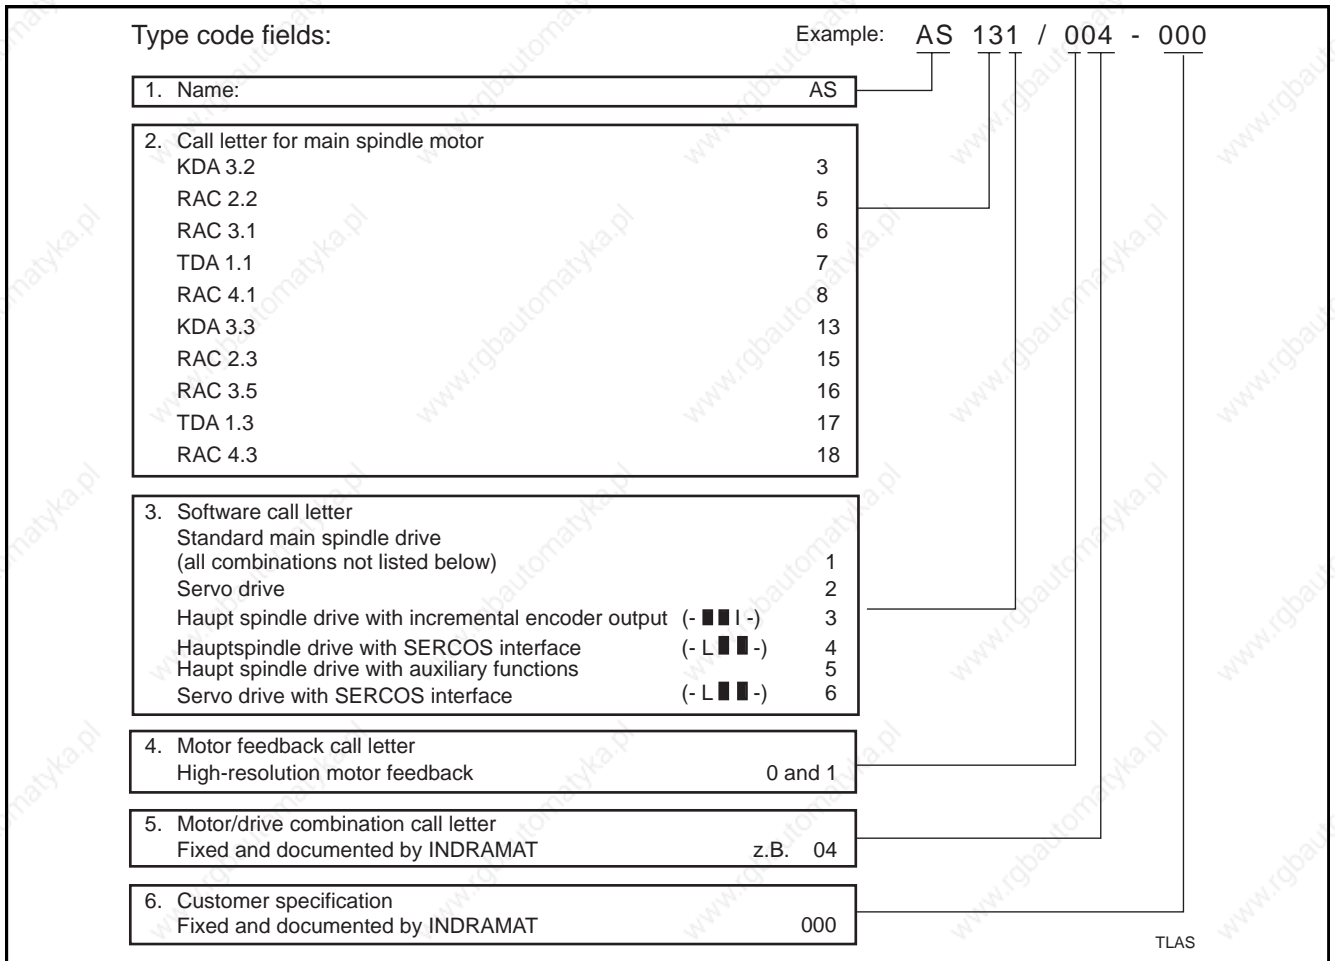 Type code fields:
Example: AS 131 / 004 - 000
1. Name: AS
2. Call letter for main spindle motor
KDA 3.2 3
RAC 2.2 5
RAC 3.1 6
TDA 1.1 7
RAC 4.1 8
KDA 3.3 13
RAC 2.3 15
RAC 3.5 16
TDA 1.3 17
RAC 4.3 18
3. Software call letter
Standard main spindle drive
(all combinations not listed below) 1
Servo drive 2
Haupt spindle drive with incremental encoder output (- ■ ■ I -) 3
Hauptspindle drive with SERCOS interface (- L ■ ■ -) 4
Haupt spindle drive with auxiliary functions 5
Servo drive with SERCOS interface (- L ■ ■ -) 6
4. Motor feedback call letter
High-resolution motor feedback 0 and 1
5. Motor/drive combination call letter
Fixed and documented by INDRAMAT z.B. 04
6. Customer specification
Fixed and documented by INDRAMAT 000
TLAS
www.rgbautomatyka.pl